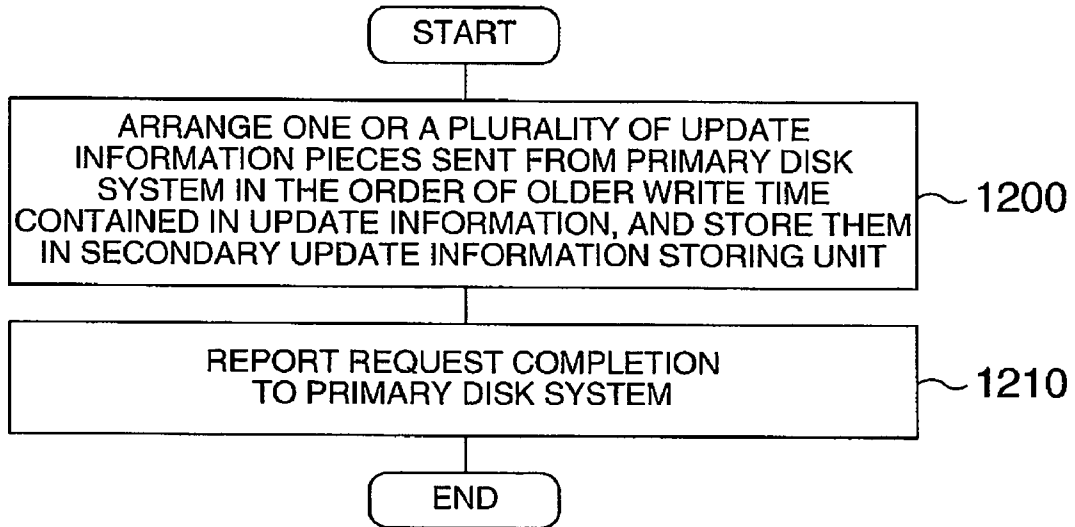 START
ARRANGE ONE OR A PLURALITY OF UPDATE
INFORMATION PIECES SENT FROM PRIMARY DISK
SYSTEM IN THE ORDER OF OLDER WRITE TIME
CONTAINED IN UPDATE INFORMATION, AND STORE THEM
IN SECONDARY UPDATE INFORMATION STORING UNIT
1200
REPORT REQUEST COMPLETION
TO PRIMARY DISK SYSTEM
1210
END